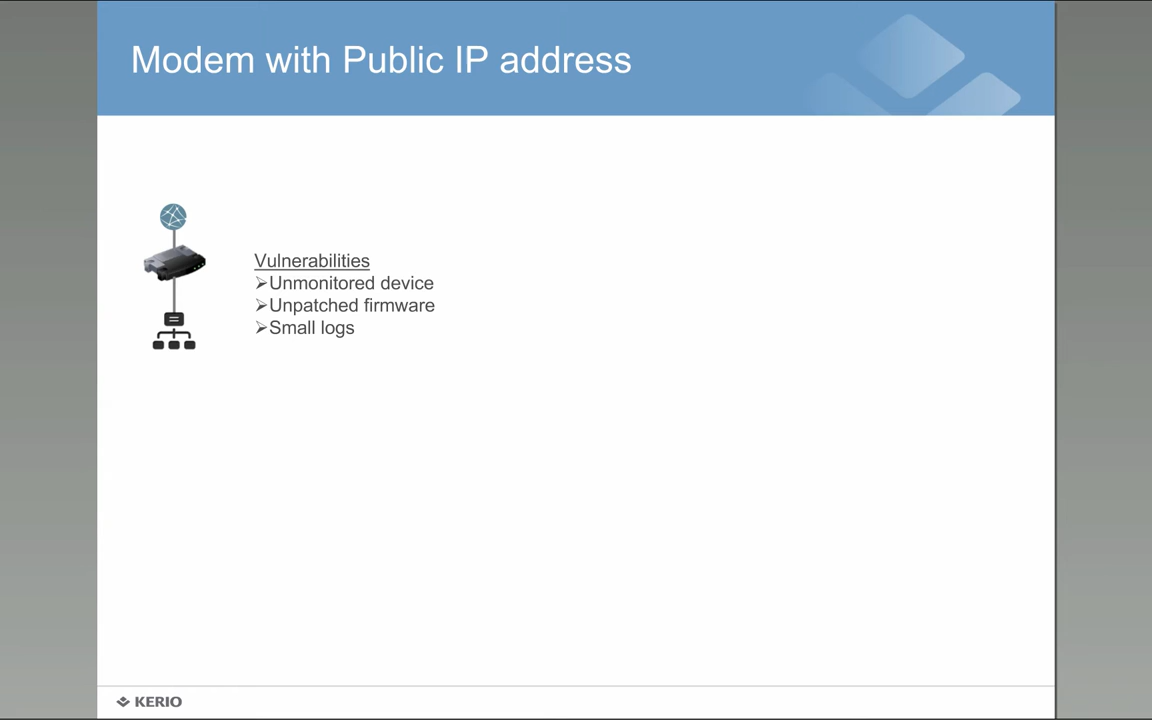 Modem with Public IP address
Vulnerabilities
➢Unmonitored device
➢Unpatched firmware
➢Small logs
KERIO